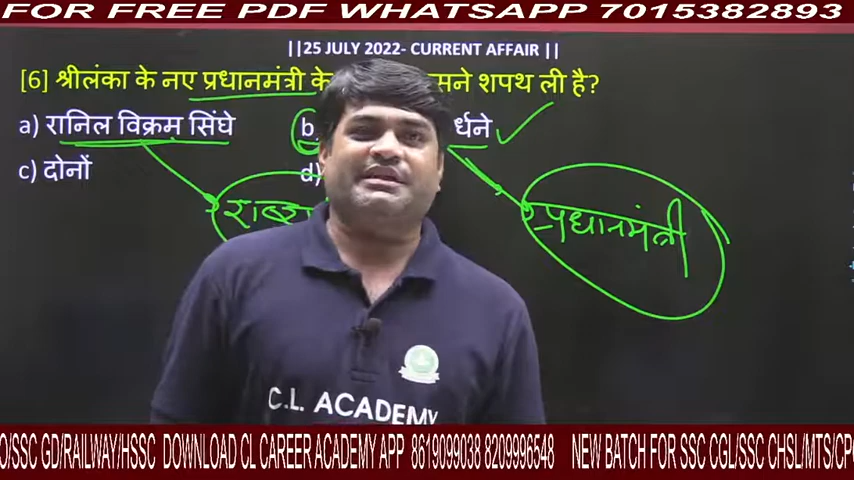 FOR FREE PDF WHATSAPP 7015382893
||25 JULY 2022- CURRENT AFFAIR ||
[6] श्रीलंका के नए प्रधानमंत्री के सने शपथ ली है?
a) रानिल विक्रम सिंघे b र्धने
c) दोनों d)
प्रधानमंत्री
C.L. ACADEMY
O/SSC GD/RAILWAY/HSSC DOWNLOAD CL CAREER ACADEMY APP 8619099038 8209996548 NEW BATCH FOR SSC CGL/SSC CHSL/MTS/CP